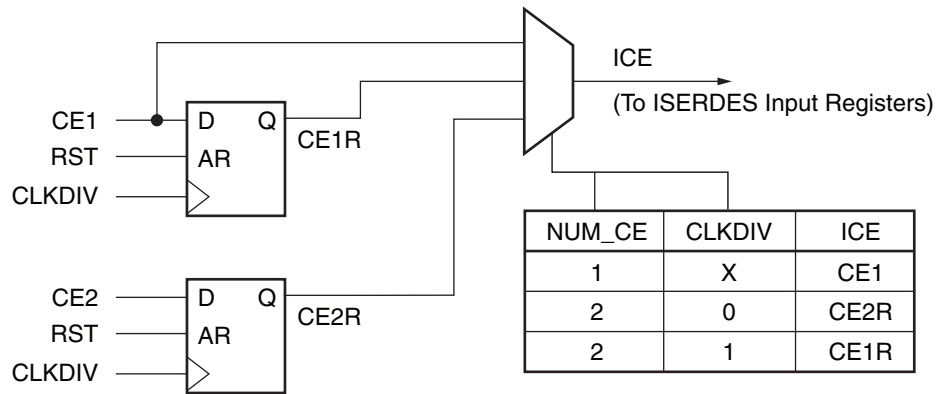 ICE
(To ISERDES Input Registers)
CE1
RST
CLKDIV
D Q
AR
CE1R
CE2
RST
CLKDIV
D Q
AR
CE2R
NUM_CE CLKDIV ICE
1 X CE1
2 0 CE2R
2 1 CE1R